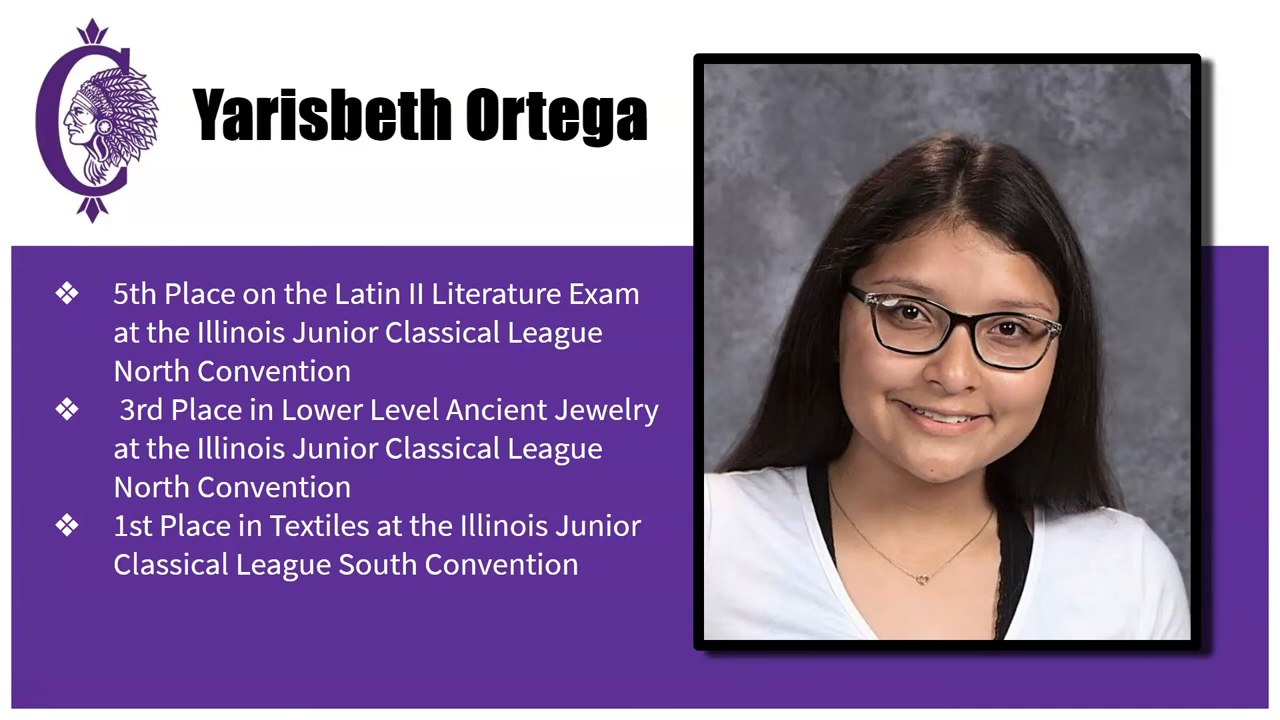 Yarisbeth Ortega
❖ 5th Place on the Latin II Literature Exam
at the Illinois Junior Classical League
North Convention
❖ 3rd Place in Lower Level Ancient Jewelry
at the Illinois Junior Classical League
North Convention
❖ 1st Place in Textiles at the Illinois Junior
Classical League South Convention